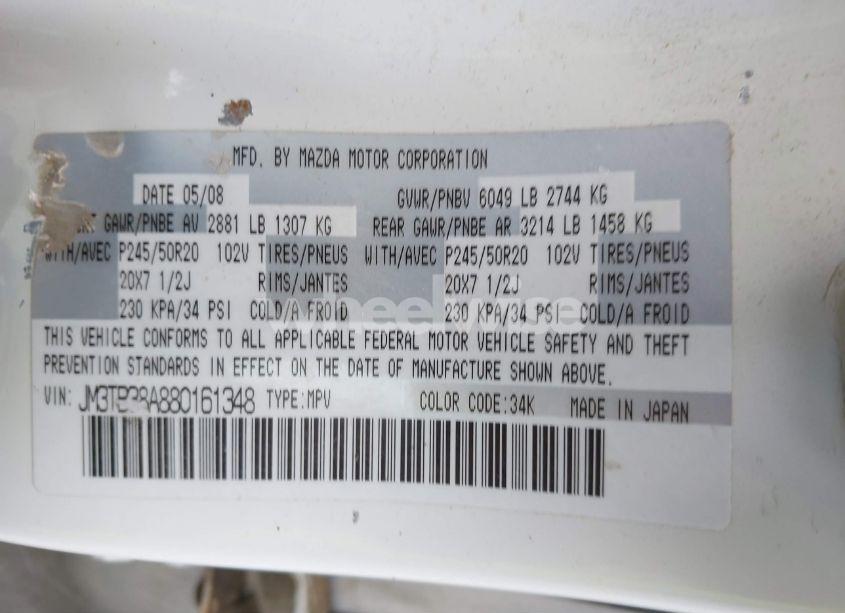 MFD. BY MAZDA MOTOR CORPORATION
DATE 05/08 GVWR/PNBV 6049 LB 2744 KG
GAWR/PNBE AV 2881 LB 1307 KG REAR GAWR/PNBE AR 3214 LB 1458 KG
WITH/AVEC P245/50R20 102V TIRES/PNEUS WITH/AVEC P245/50R20 102V TIRES/PNEUS
20X7 1/2J RIMS/JANTES 20X7 1/2J RIMS/JANTES
230 KPA/34 PSI COLD/A FROID 230 KPA/34 PSI COLD/A FROID
wheelwise
THIS VEHICLE CONFORMS TO ALL APPLICABLE FEDERAL MOTOR VEHICLE SAFETY AND THEFT
PREVENTION STANDARDS IN EFFECT ON THE DATE OF MANUFACTURE SHOWN ABOVE.
VIN: JM3TB38A880161348 TYPE:MPV COLOR CODE:34K MADE IN JAPAN